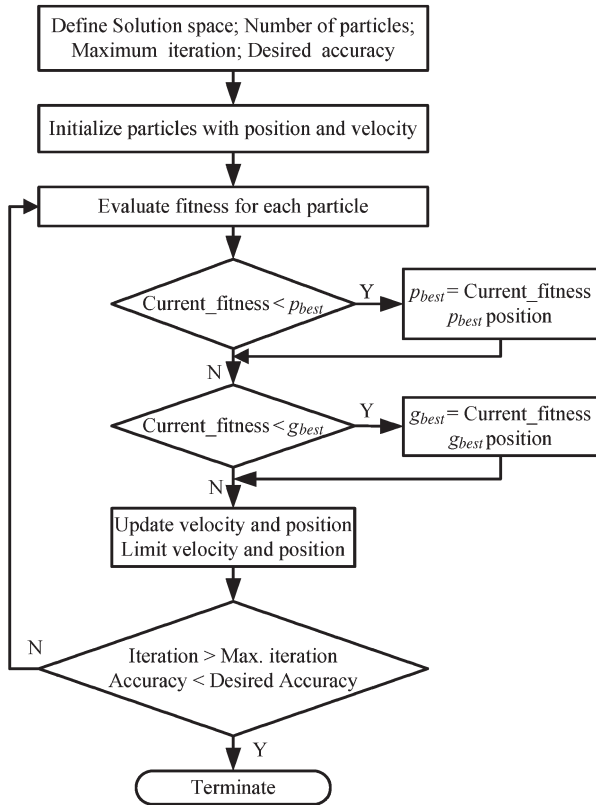 Define Solution space; Number of particles;
Maximum iteration; Desired accuracy
Initialize particles with position and velocity
Evaluate fitness for each particle
Current_fitness < pbest
Y
pbest = Current_fitness
pbest position
N
Current_fitness < gbest
Y
gbest = Current_fitness
gbest position
N
Update velocity and position
Limit velocity and position
N
Iteration > Max. iteration
Accuracy < Desired Accuracy
Y
Terminate